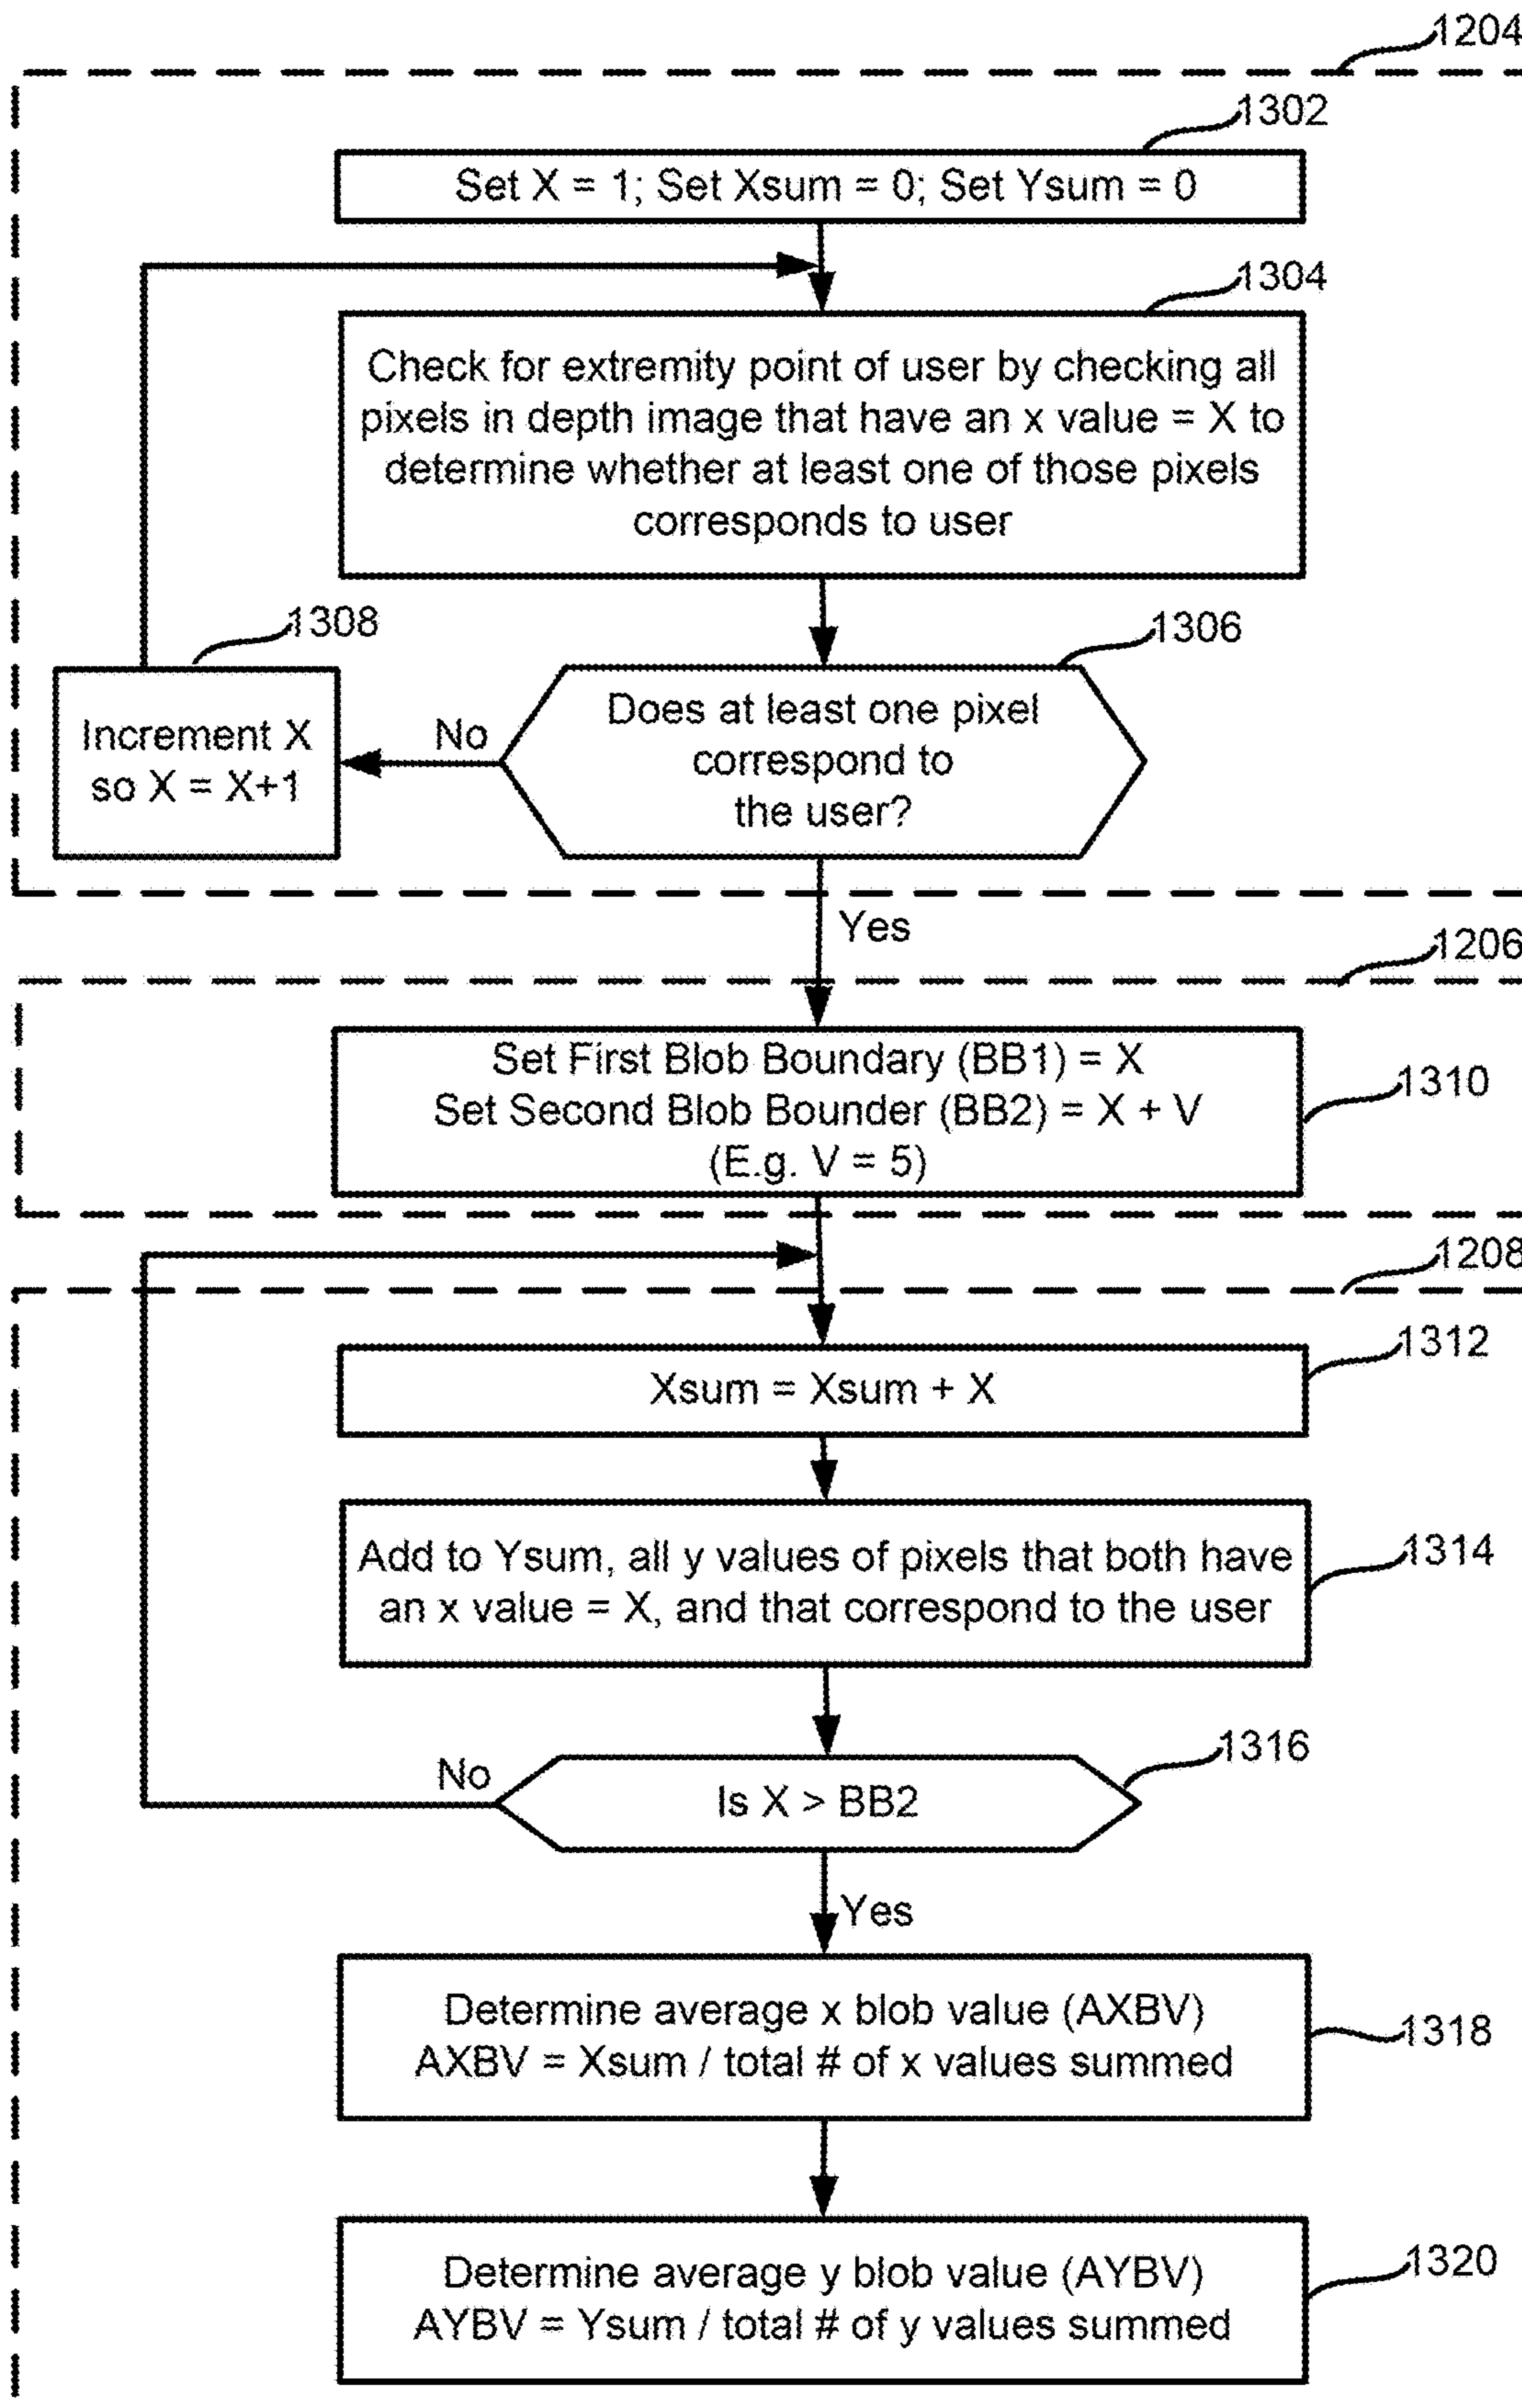 1204
1302
Set X = 1; Set Xsum = 0; Set Ysum = 0
1304
Check for extremity point of user by checking all
pixels in depth image that have an x value = X to
determine whether at least one of those pixels
corresponds to user
1308
1306
Increment X
so X = X+1
No
Does at least one pixel
correspond to
the user?
Yes
1206
Set First Blob Boundary (BB1) = X
Set Second Blob Bounder (BB2) = X + V
(E.g. V = 5)
1310
1208
1312
Xsum = Xsum + X
1314
Add to Ysum, all y values of pixels that both have
an x value = X, and that correspond to the user
1316
No
Is X > BB2
Yes
Determine average x blob value (AXBV)
AXBV = Xsum / total # of x values summed
1318
Determine average y blob value (AYBV)
AYBV = Ysum / total # of y values summed
1320